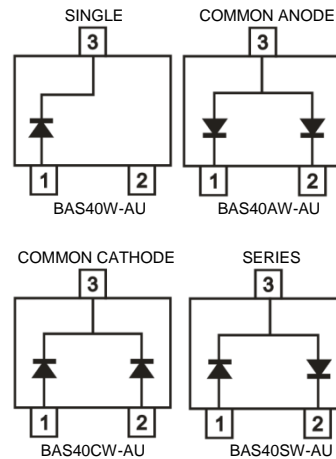 SINGLE
3
1 2
BAS40W-AU
COMMON ANODE
3
1 2
BAS40AW-AU
COMMON CATHODE
3
1 2
BAS40CW-AU
SERIES
3
1 2
BAS40SW-AU